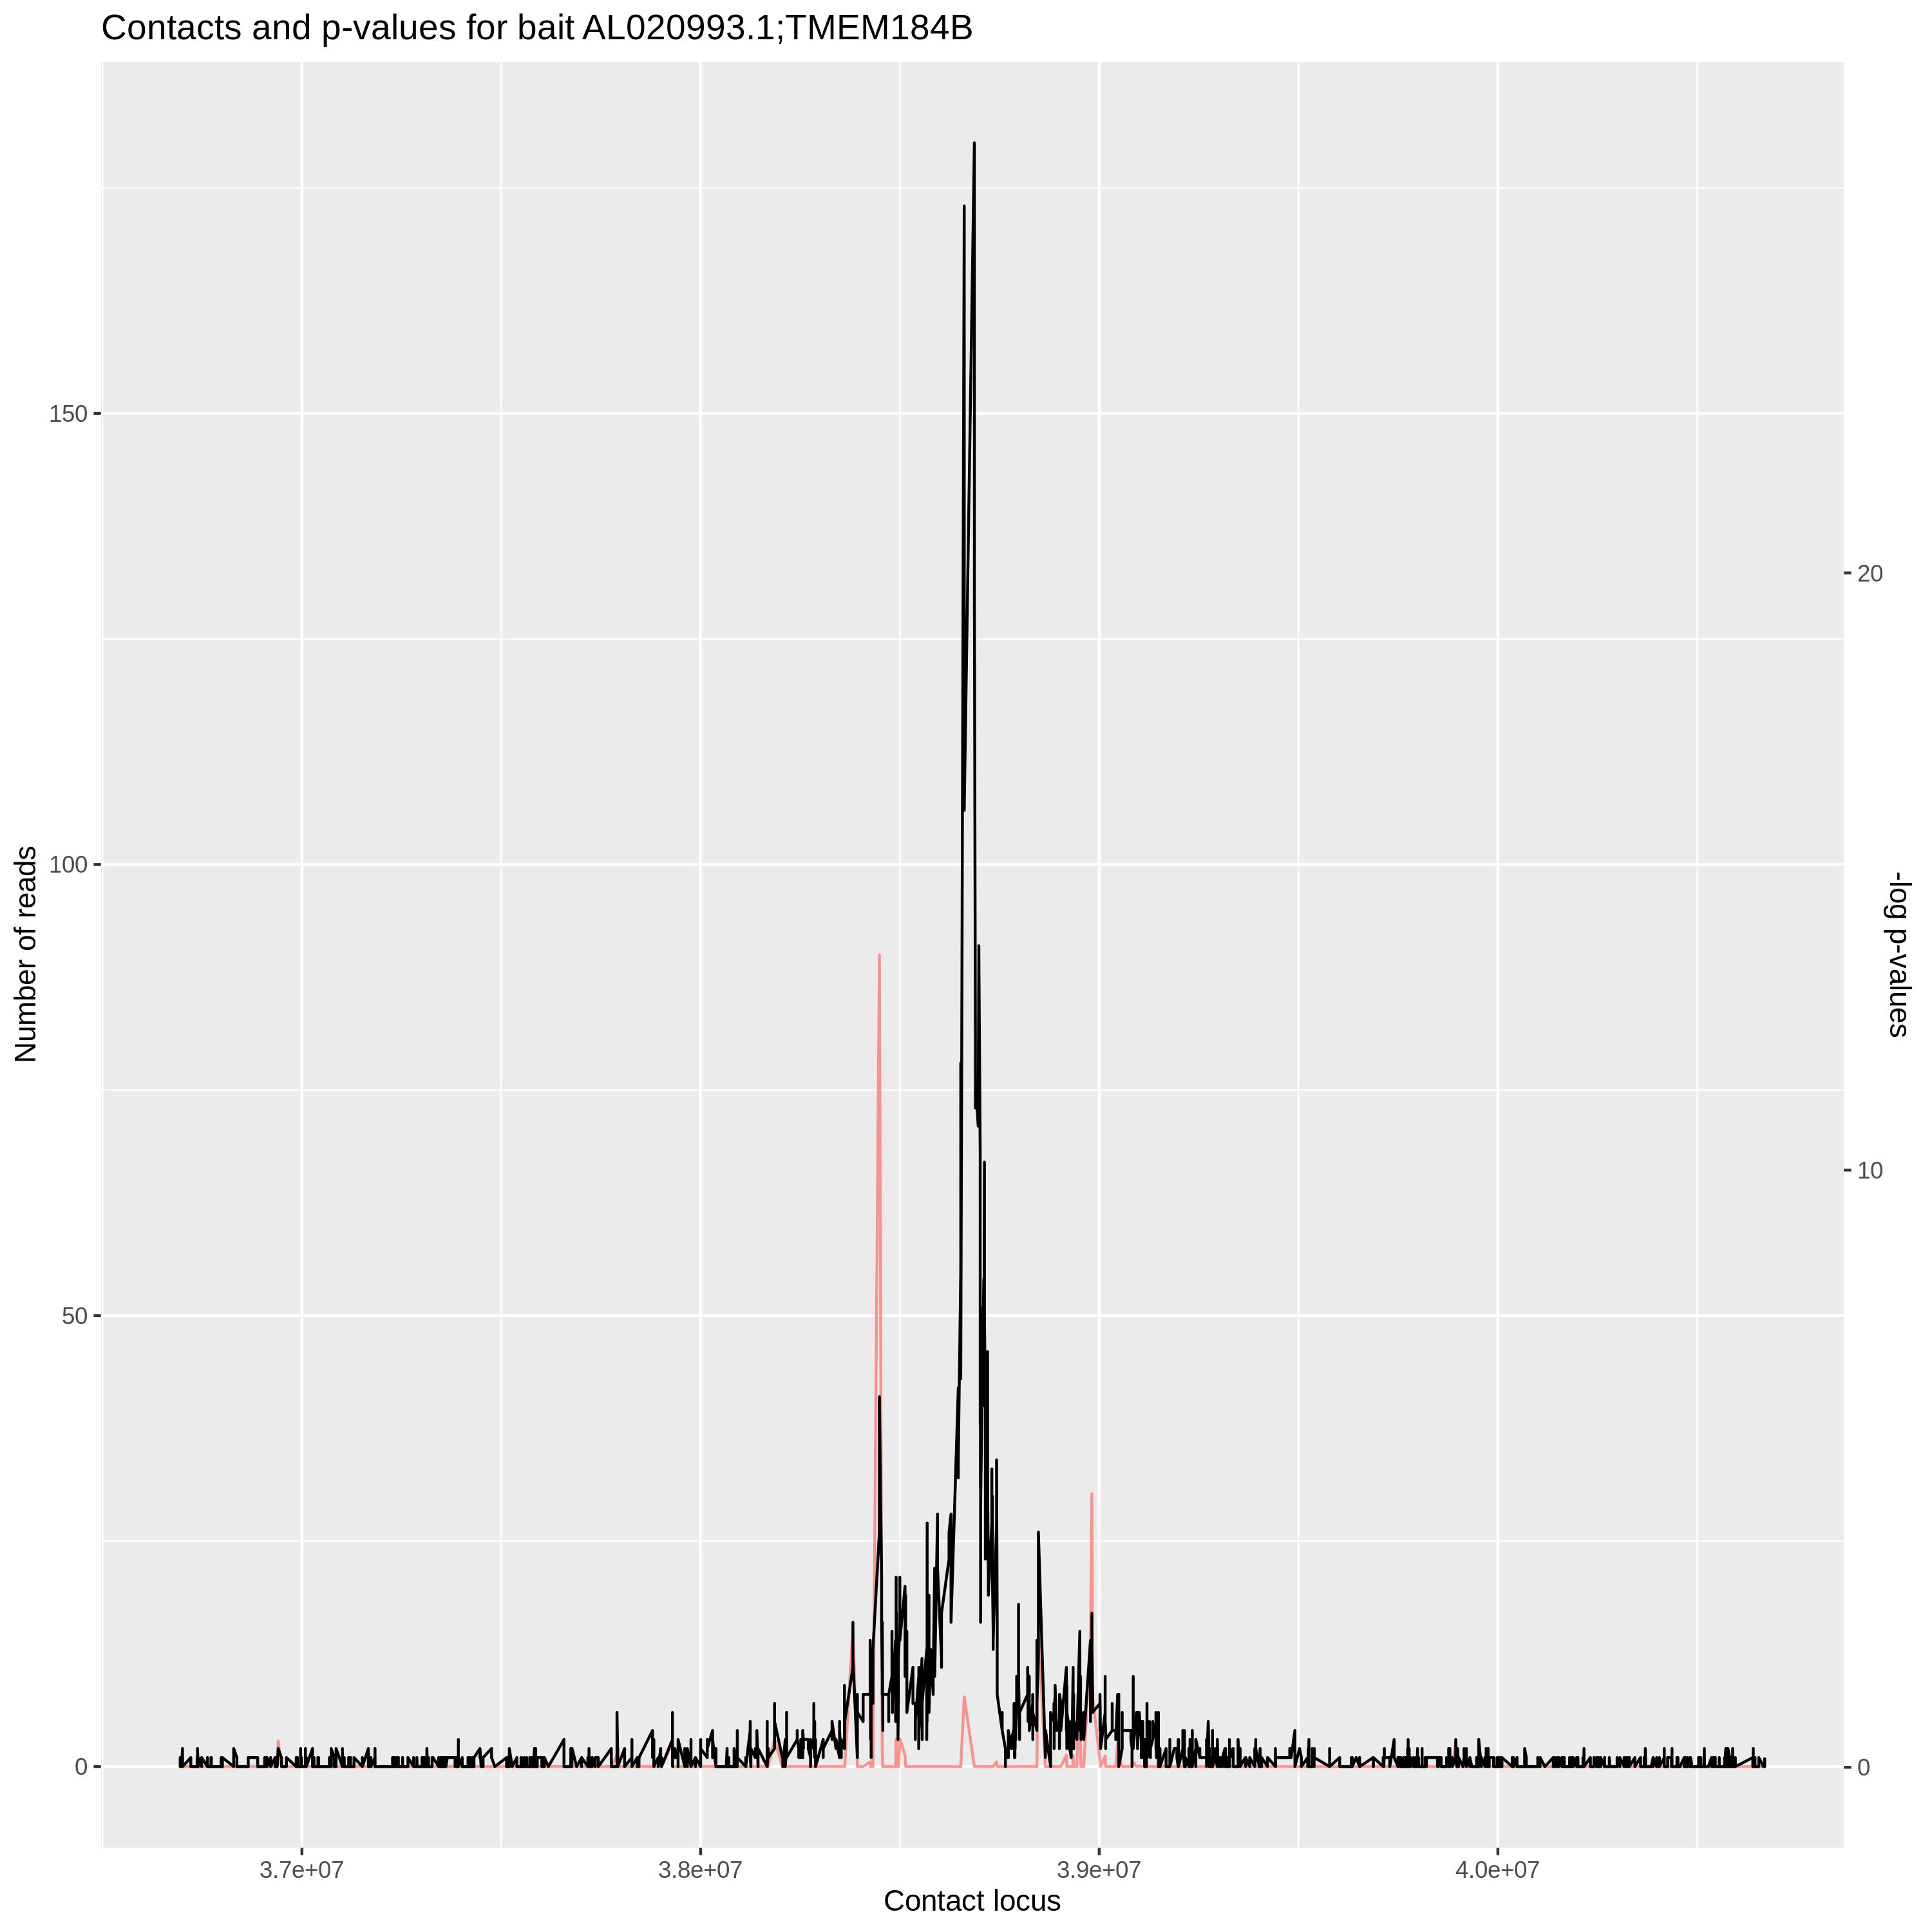 Contacts and p-values for bait AL020993.1;TMEM184B
150
100
50
0
Number of reads
20
10
0
-log p-values
3.7e+07
3.8e+07
3.9e+07
4.0e+07
Contact locus